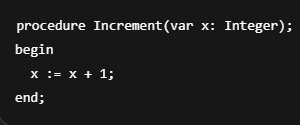 procedure Increment(var x: Integer);
begin
  x := x + 1;
end;